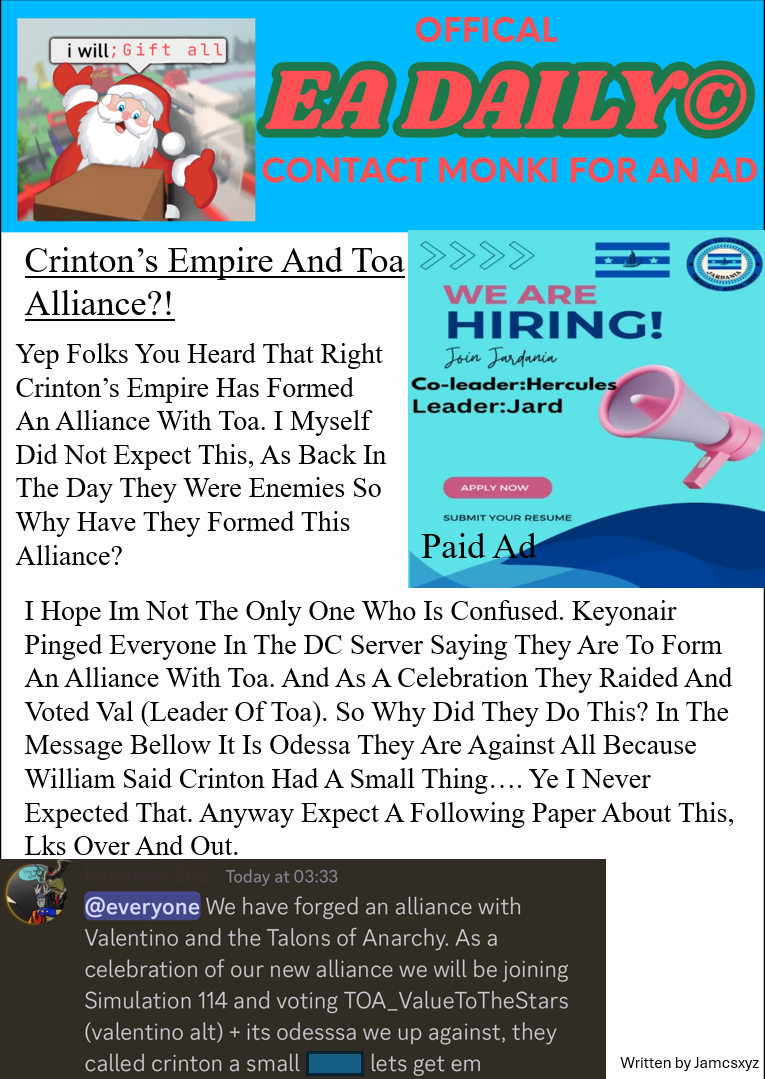 OFFICAL
i will;Gift all
EA DAILY©
CONTACT MONKI FOR AN AD
Crinton’s Empire And Toa
Alliance?!
Yep Folks You Heard That Right
Crinton’s Empire Has Formed
An Alliance With Toa. I Myself
Did Not Expect This, As Back In
The Day They Were Enemies So
Why Have They Formed This
Alliance?
JARDANIA
WE ARE
HIRING!
Join Jardania
Co-leader:Hercules
Leader:Jard
APPLY NOW
SUBMIT YOUR RESUME
Paid Ad
I Hope Im Not The Only One Who Is Confused. Keyonair
Pinged Everyone In The DC Server Saying They Are To Form
An Alliance With Toa. And As A Celebration They Raided And
Voted Val (Leader Of Toa). So Why Did They Do This? In The
Message Bellow It Is Odessa They Are Against All Because
William Said Crinton Had A Small Thing…. Ye I Never
Expected That. Anyway Expect A Following Paper About This,
Lks Over And Out.
Today at 03:33
@everyone We have forged an alliance with
Valentino and the Talons of Anarchy. As a
celebration of our new alliance we will be joining
Simulation 114 and voting TOA_ValueToTheStars
(valentino alt) + its odesssa we up against, they
called crinton a small lets get em
Written by Jamcsxyz